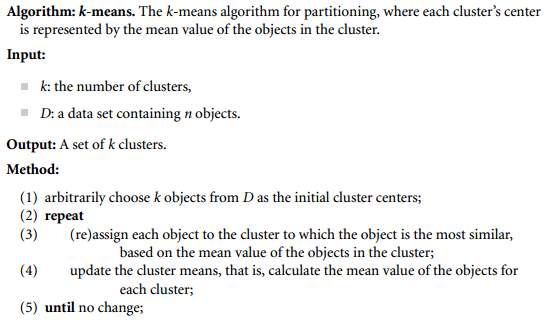 Algorithm: k-means. The k-means algorithm for partitioning, where each cluster's center
is represented by the mean value of the objects in the cluster.
Input:
k: the number of clusters,
D: a data set containing n objects.
Output: A set of k clusters.
Method:
(1) arbitrarily choose k objects from D as the initial cluster centers;
(2) repeat
(3) (re)assign each object to the cluster to which the object is the most similar,
based on the mean value of the objects in the cluster;
(4) update the cluster means, that is, calculate the mean value of the objects for
each cluster;
(5) until no change;